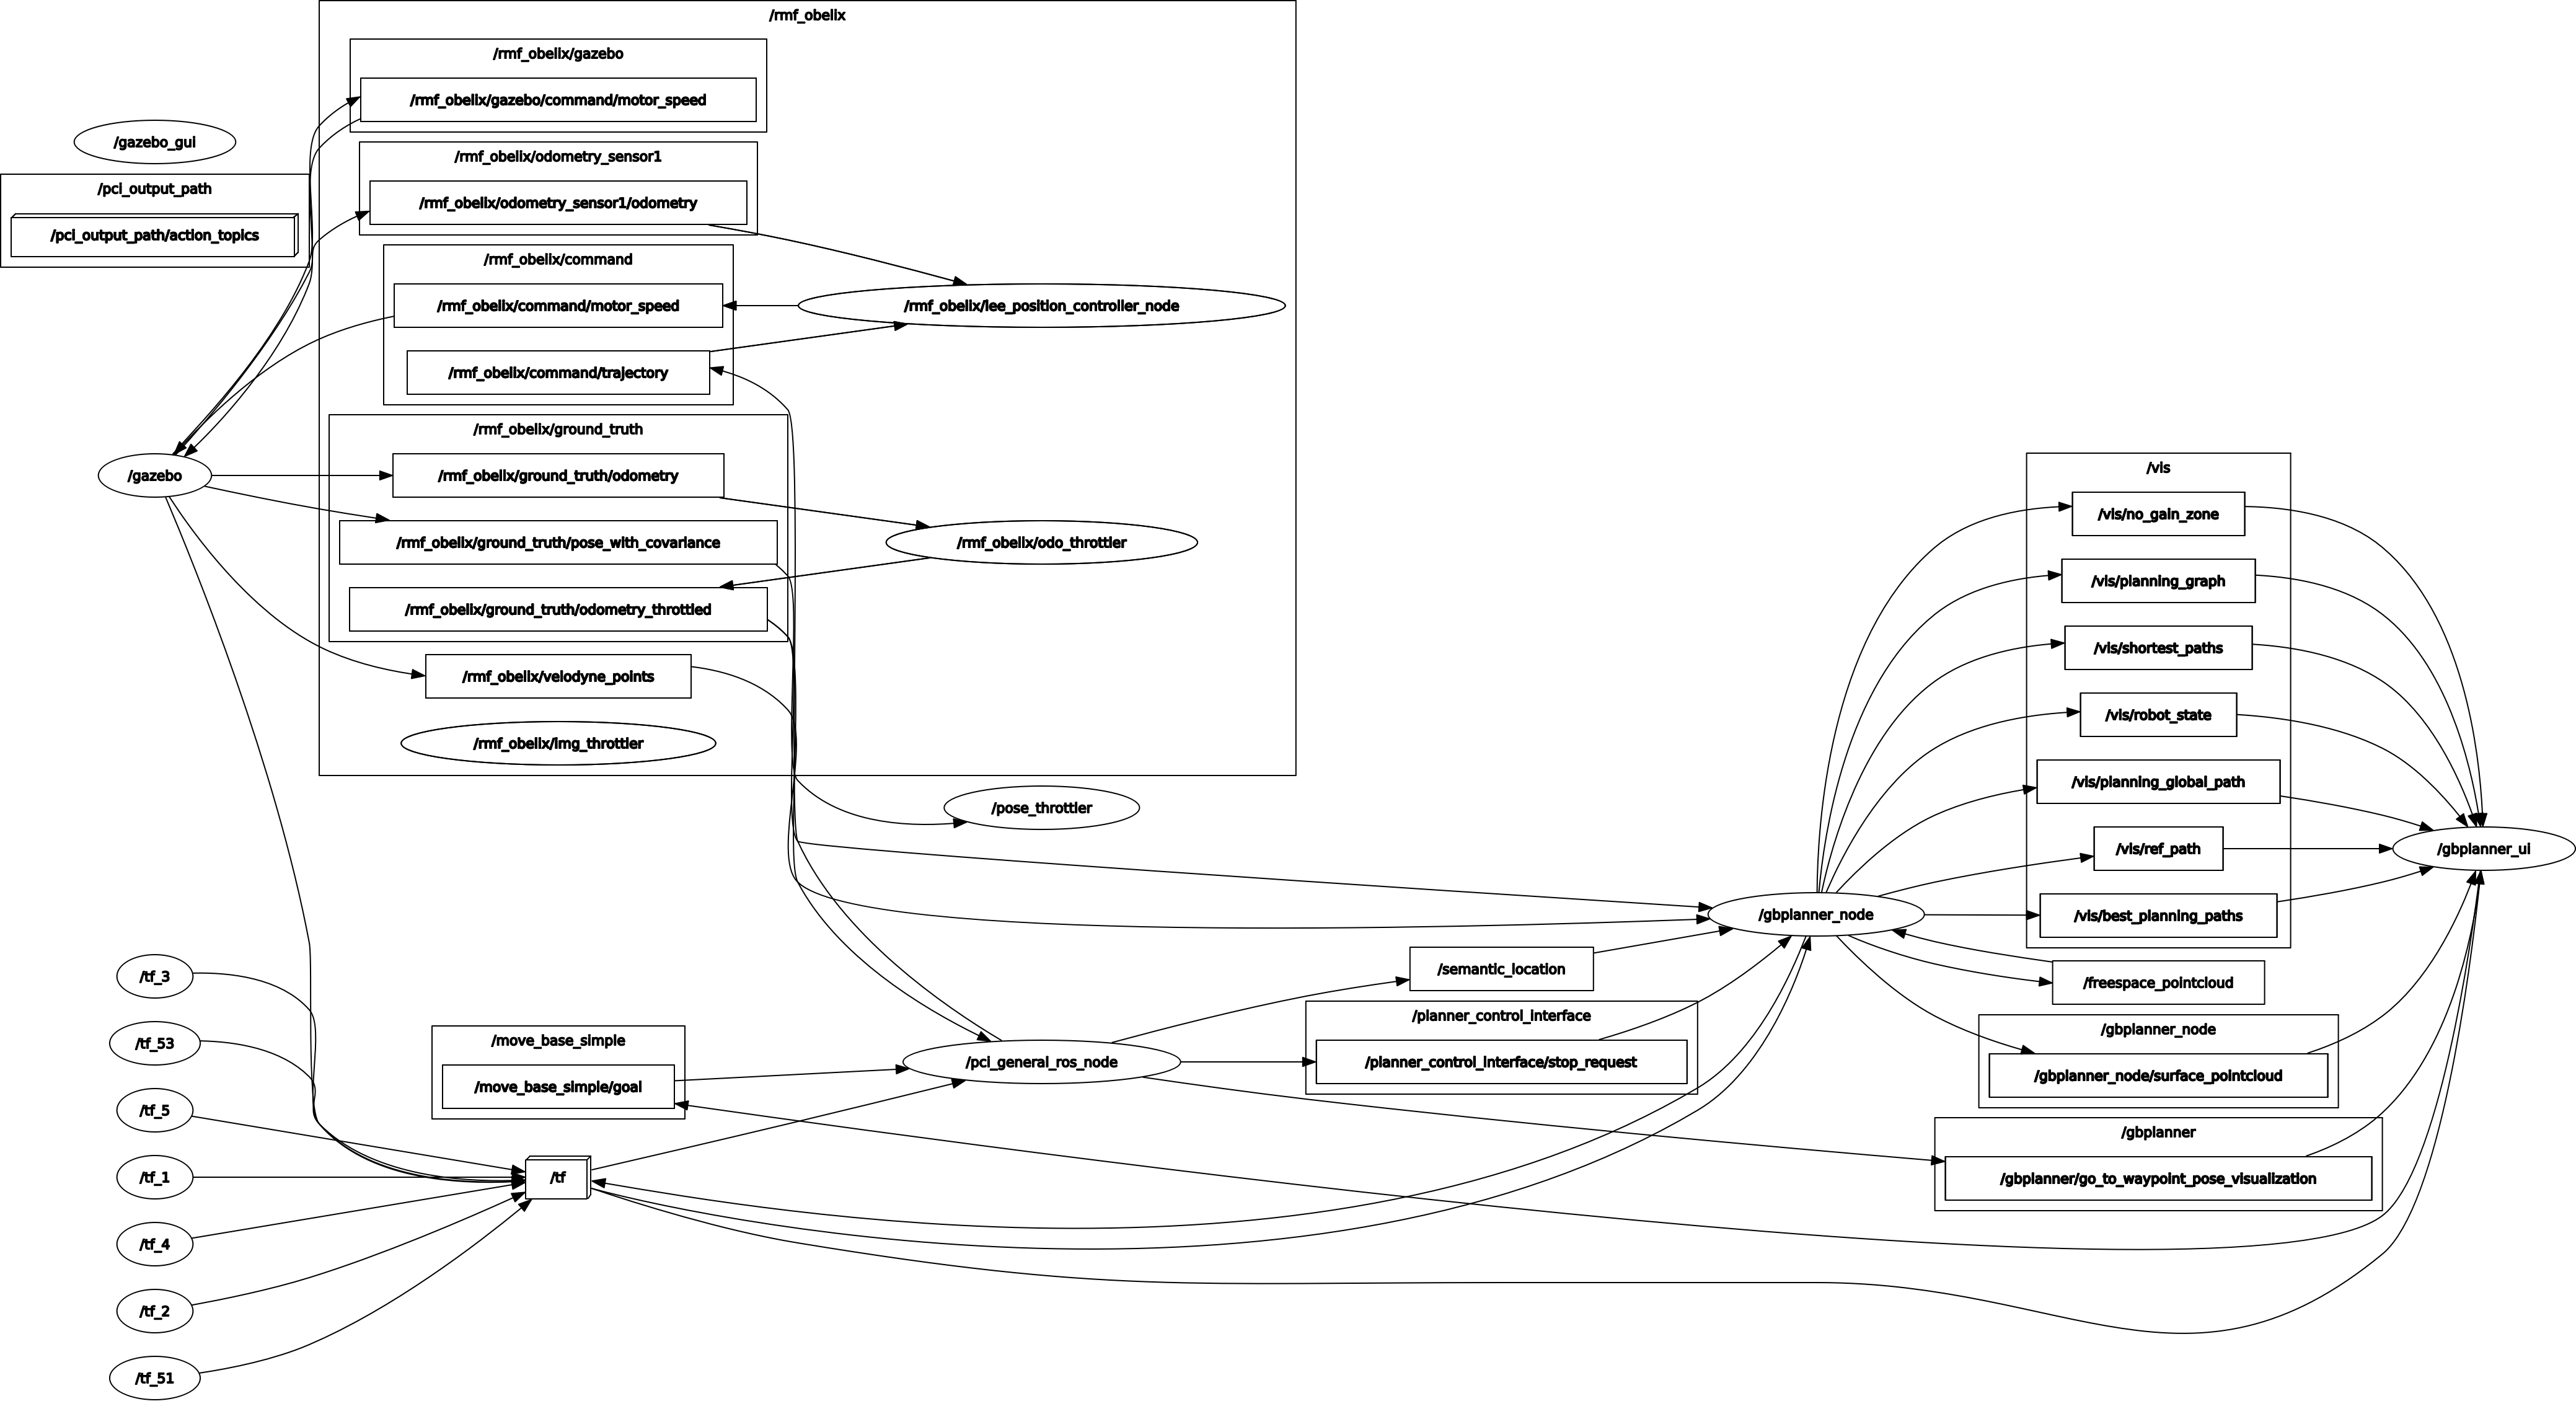 /rmf_obelix
/rmf_obelix/gazebo
/rmf_obelix/gazebo/command/motor_speed
/gazebo_gui
/rmf_obelix/odometry_sensor1
/pci_output_path
/rmf_obelix/odometry_sensor1/odometry
/pci_output_path/action_topics
/rmf_obelix/command
/rmf_obelix/command/motor_speed
/rmf_obelix/lee_position_controller_node
/rmf_obelix/command/trajectory
/rmf_obelix/ground_truth
/gazebo
/rmf_obelix/ground_truth/odometry
/rmf_obelix/ground_truth/pose_with_covariance
/rmf_obelix/odo_throttler
/rmf_obelix/ground_truth/odometry_throttled
/rmf_obelix/velodyne_points
/rmf_obelix/img_throttler
/pose_throttler
/vis
/vis/no_gain_zone
/vis/planning_graph
/vis/shortest_paths
/vis/robot_state
/vis/planning_global_path
/vis/ref_path
/gbplanner_ui
/gbplanner_node
/vis/best_planning_paths
/semantic_location
/freespace_pointcloud
/planner_control_interface
/planner_control_interface/stop_request
/gbplanner_node
/gbplanner_node/surface_pointcloud
/gbplanner
/gbplanner/go_to_waypoint_pose_visualization
/move_base_simple
/move_base_simple/goal
/pci_general_ros_node
/tf_3
/tf_53
/tf_5
/tf_1
/tf
/tf_4
/tf_2
/tf_51